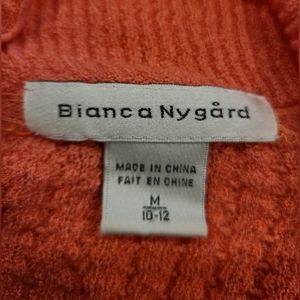 Bianca Nygård
MADE IN CHINA
FAIT EN CHINE
M
10-12